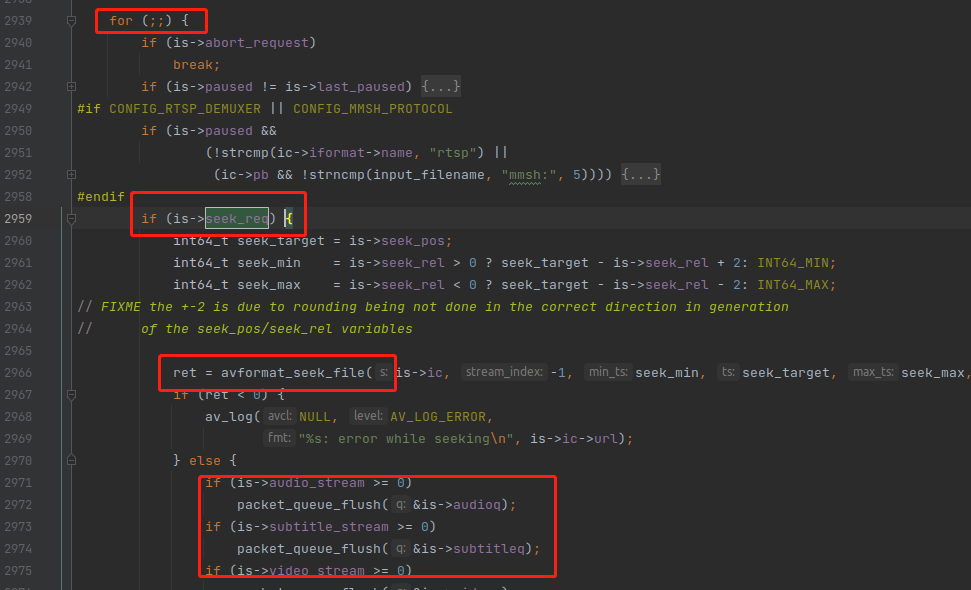 2939 for (;;) {
2940 if (is->abort_request)
2941 break;
2942 if (is->paused != is->last_paused) {...}
2949 #if CONFIG_RTSP_DEMUXER || CONFIG_MMSH_PROTOCOL
2950 if (is->paused &&
2951 (!strcmp(ic->iformat->name, "rtsp") ||
2952 (ic->pb && !strncmp(input_filename, "mmsh:", 5)))) {...}
2958 #endif
2959 if (is->seek_req) {
2960 int64_t seek_target = is->seek_pos;
2961 int64_t seek_min    = is->seek_rel > 0 ? seek_target - is->seek_rel + 2: INT64_MIN;
2962 int64_t seek_max    = is->seek_rel < 0 ? seek_target - is->seek_rel - 2: INT64_MAX;
2963 // FIXME the +-2 is due to rounding being not done in the correct direction in generation
2964 //      of the seek_pos/seek_rel variables
2965
2966 ret = avformat_seek_file( s: is->ic, stream_index: -1, min_ts: seek_min, ts: seek_target, max_ts: seek_max,
2967 if (ret < 0) {
2968 av_log( avcl: NULL, level: AV_LOG_ERROR,
2969 fmt: "%s: error while seeking\n", is->ic->url);
2970 } else {
2971 if (is->audio_stream >= 0)
2972 packet_queue_flush( q: &is->audioq);
2973 if (is->subtitle_stream >= 0)
2974 packet_queue_flush( q: &is->subtitleq);
2975 if (is->video_stream >= 0)